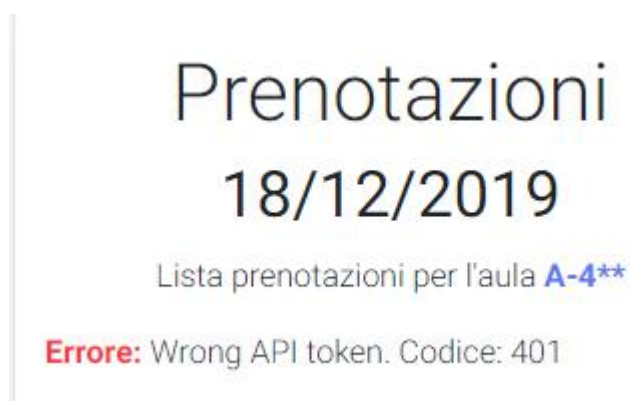 Prenotazioni
18/12/2019
Lista prenotazioni per l'aula A-4**
Errore: Wrong API token. Codice: 401